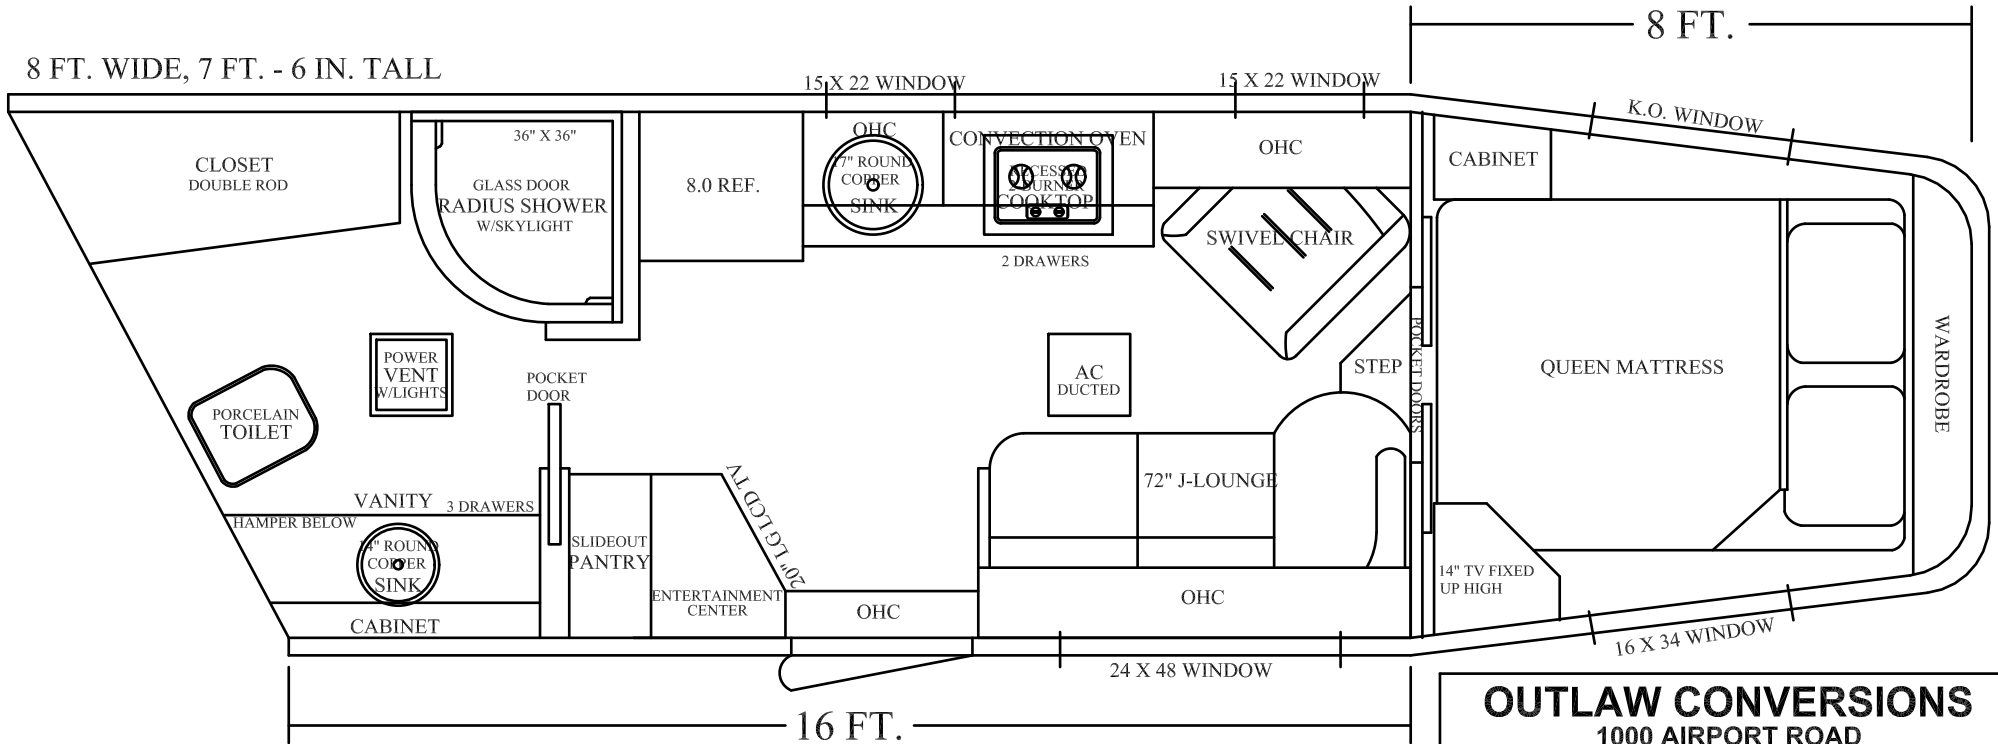 8 FT.
8 FT. WIDE, 7 FT. - 6 IN. TALL
15 X 22 WINDOW
15 X 22 WINDOW
K.O. WINDOW
CLOSET
DOUBLE ROD
36" X 36"
GLASS DOOR
RADIUS SHOWER
W/SKYLIGHT
8.0 REF.
OHC
17" ROUND
COPPER
SINK
CONVECTION OVEN
RECESSED
2 BURNER
COOKTOP
2 DRAWERS
OHC
SWIVEL CHAIR
CABINET
POWER
VENT
W/LIGHTS
POCKET
DOOR
AC
DUCTED
STEP
POCKET DOORS
QUEEN MATTRESS
WARDROBE
PORCELAIN
TOILET
VANITY
3 DRAWERS
HAMPER BELOW
14" ROUND
COPPER
SINK
CABINET
SLIDEOUT
PANTRY
20" LG LCD TV
ENTERTAINMENT
CENTER
OHC
72" J-LOUNGE
OHC
14" TV FIXED
UP HIGH
16 X 34 WINDOW
24 X 48 WINDOW
16 FT.
OUTLAW CONVERSIONS
1000 AIRPORT ROAD